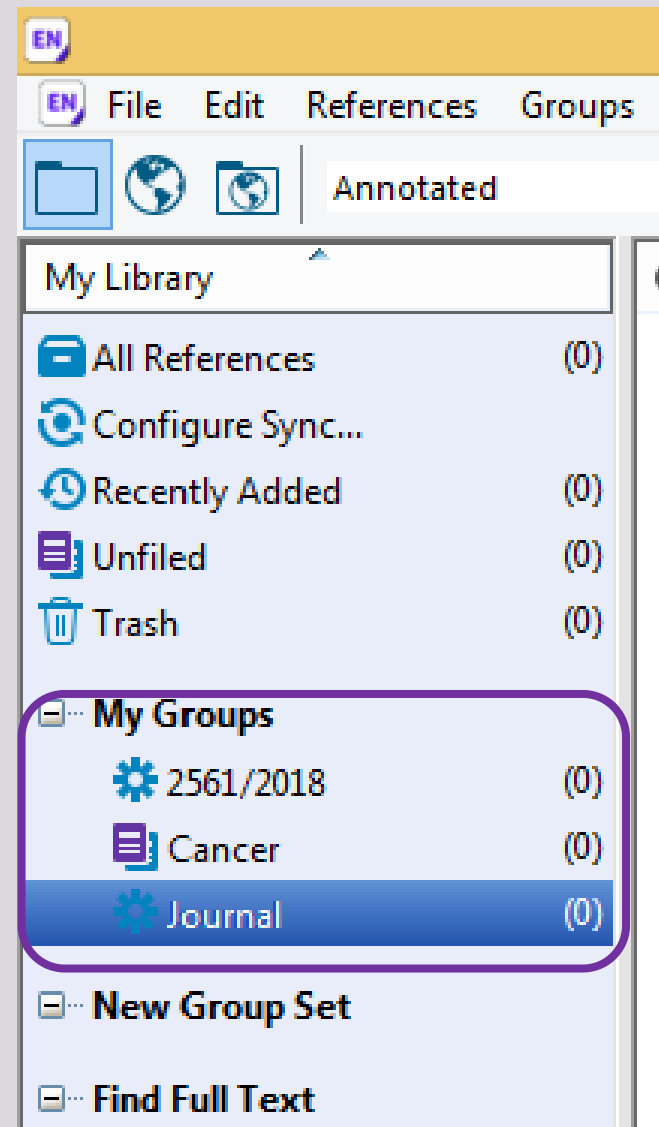 EN
EN File Edit References Groups
Annotated
My Library
All References (0)
Configure Sync...
Recently Added (0)
Unfiled (0)
Trash (0)
My Groups
2561/2018 (0)
Cancer (0)
Journal (0)
New Group Set
Find Full Text